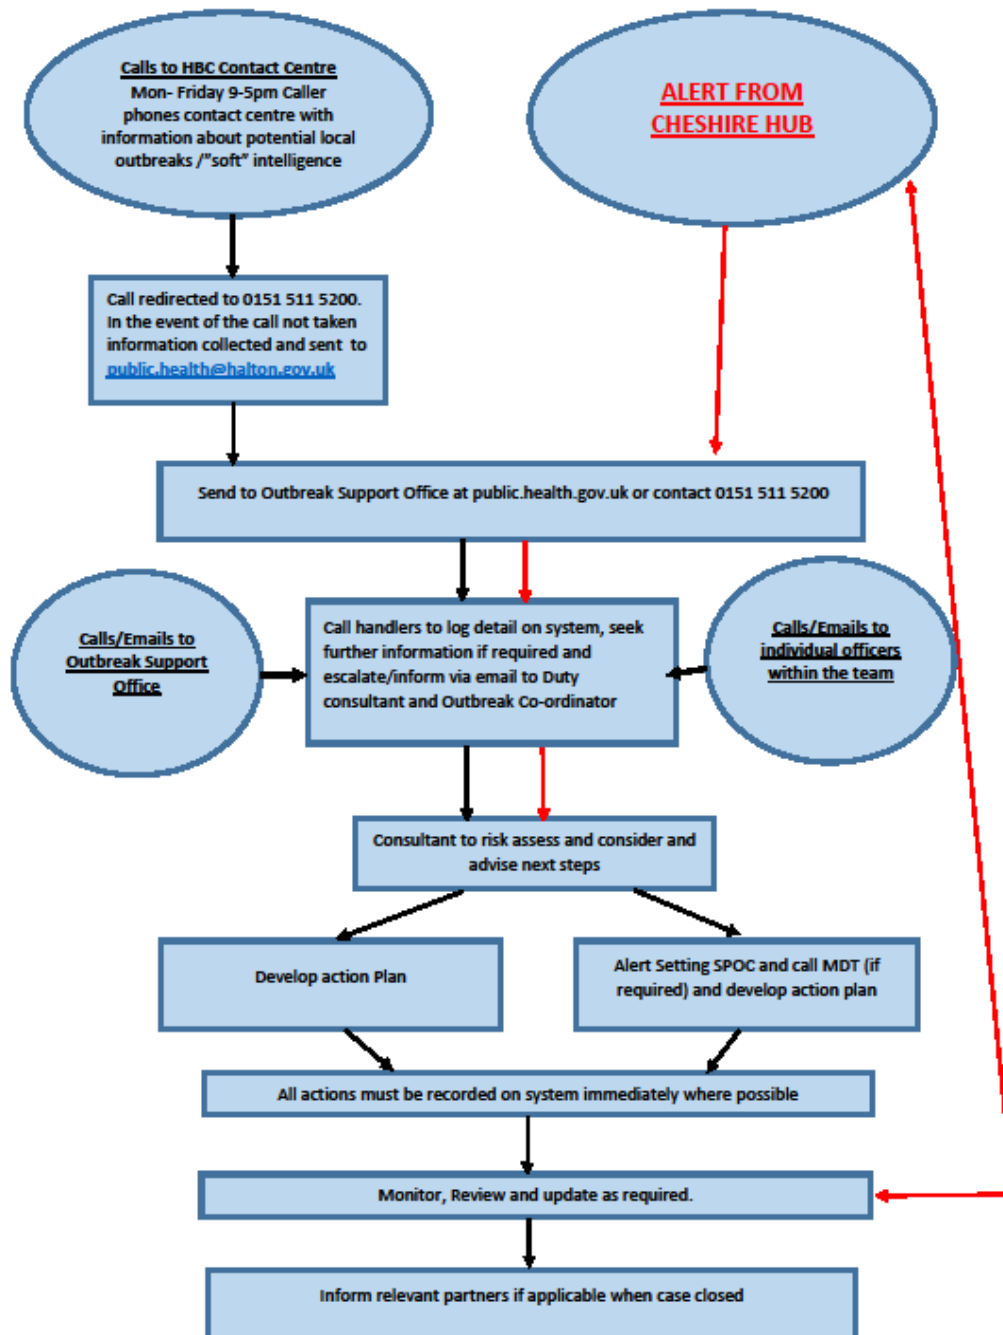 Calls to HBC Contact Centre
Mon- Friday 9-5pm Caller
phones contact centre with
information about potential local
outbreaks /"soft" intelligence
ALERT FROM
CHESHIRE HUB
Call redirected to 0151 511 5200.
In the event of the call not taken
information collected and sent to
public.health@halton.gov.uk
Send to Outbreak Support Office at public.health.gov.uk or contact 0151 511 5200
Calls/Emails to
Outbreak Support
Office
Call handlers to log detail on system, seek
further information if required and
escalate/inform via email to Duty
consultant and Outbreak Co-ordinator
Calls/Emails to
individual officers
within the team
Consultant to risk assess and consider and
advise next steps
Develop action Plan
Alert Setting SPOC and call MDT (if
required) and develop action plan
All actions must be recorded on system immediately where possible
Monitor, Review and update as required.
Inform relevant partners if applicable when case closed